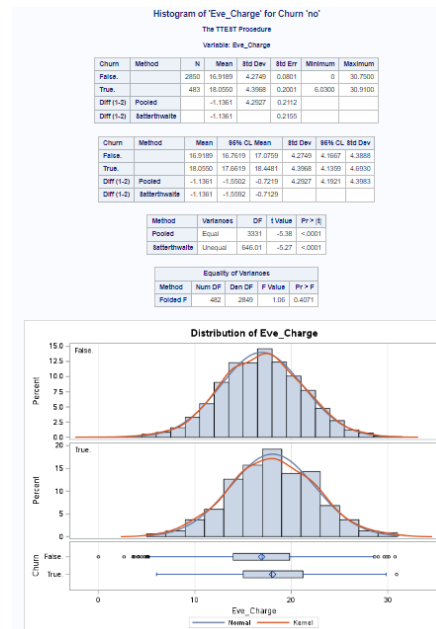 Histogram of 'Eve_Charge' for Churn 'no'
The TTEST Procedure
Variable: Eve_Charge
Churn Method N Mean Std Dev Std Err Minimum Maximum
False. 2850 16.9189 4.2749 0.0801 0 30.7500
True. 483 18.0550 4.3968 0.2001 6.0300 30.9100
Diff (1-2) Pooled -1.1361 4.2927 0.2112
Diff (1-2) Satterthwaite -1.1361 0.2155
Churn Method Mean 95% CL Mean Std Dev 95% CL Std Dev
False. 16.9189 16.7619 17.0759 4.2749 4.1667 4.3888
True. 18.0550 17.6619 18.4481 4.3968 4.1359 4.6930
Diff (1-2) Pooled -1.1361 -1.5502 -0.7219 4.2927 4.1921 4.3983
Diff (1-2) Satterthwaite -1.1361 -1.5592 -0.7129
Method Variances DF t Value Pr > |t|
Pooled Equal 3331 -5.38 <.0001
Satterthwaite Unequal 646.01 -5.27 <.0001
Equality of Variances
Method Num DF Den DF F Value Pr > F
Folded F 482 2849 1.06 0.4071
Distribution of Eve_Charge
False.
15.0
12.5
10.0
7.5
5.0
2.5
0.0
Percent
True.
20
15
10
5
0
Percent
Churn
False.
True.
0 10 20 30
Eve_Charge
Normal Kernel